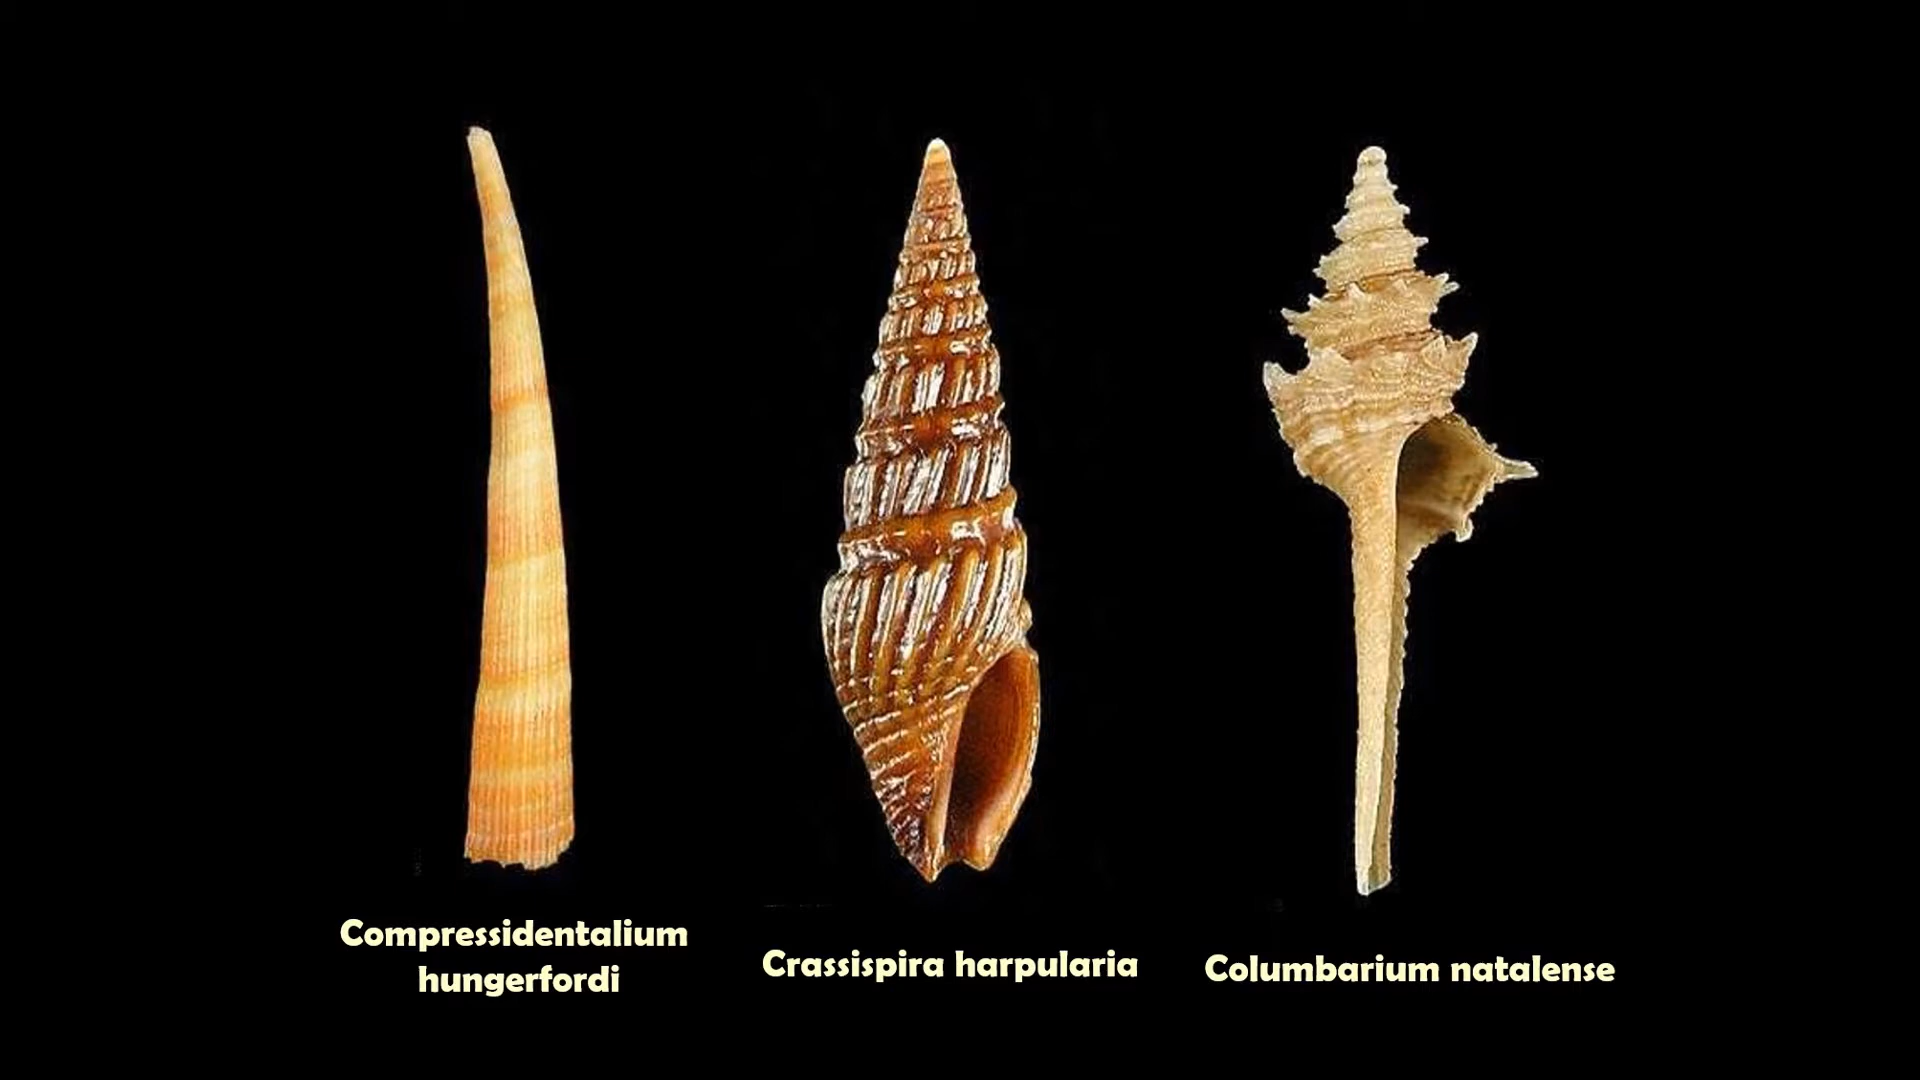 Compressidentalium
hungerfordi
Crassispira harpularia
Columbarium natalense